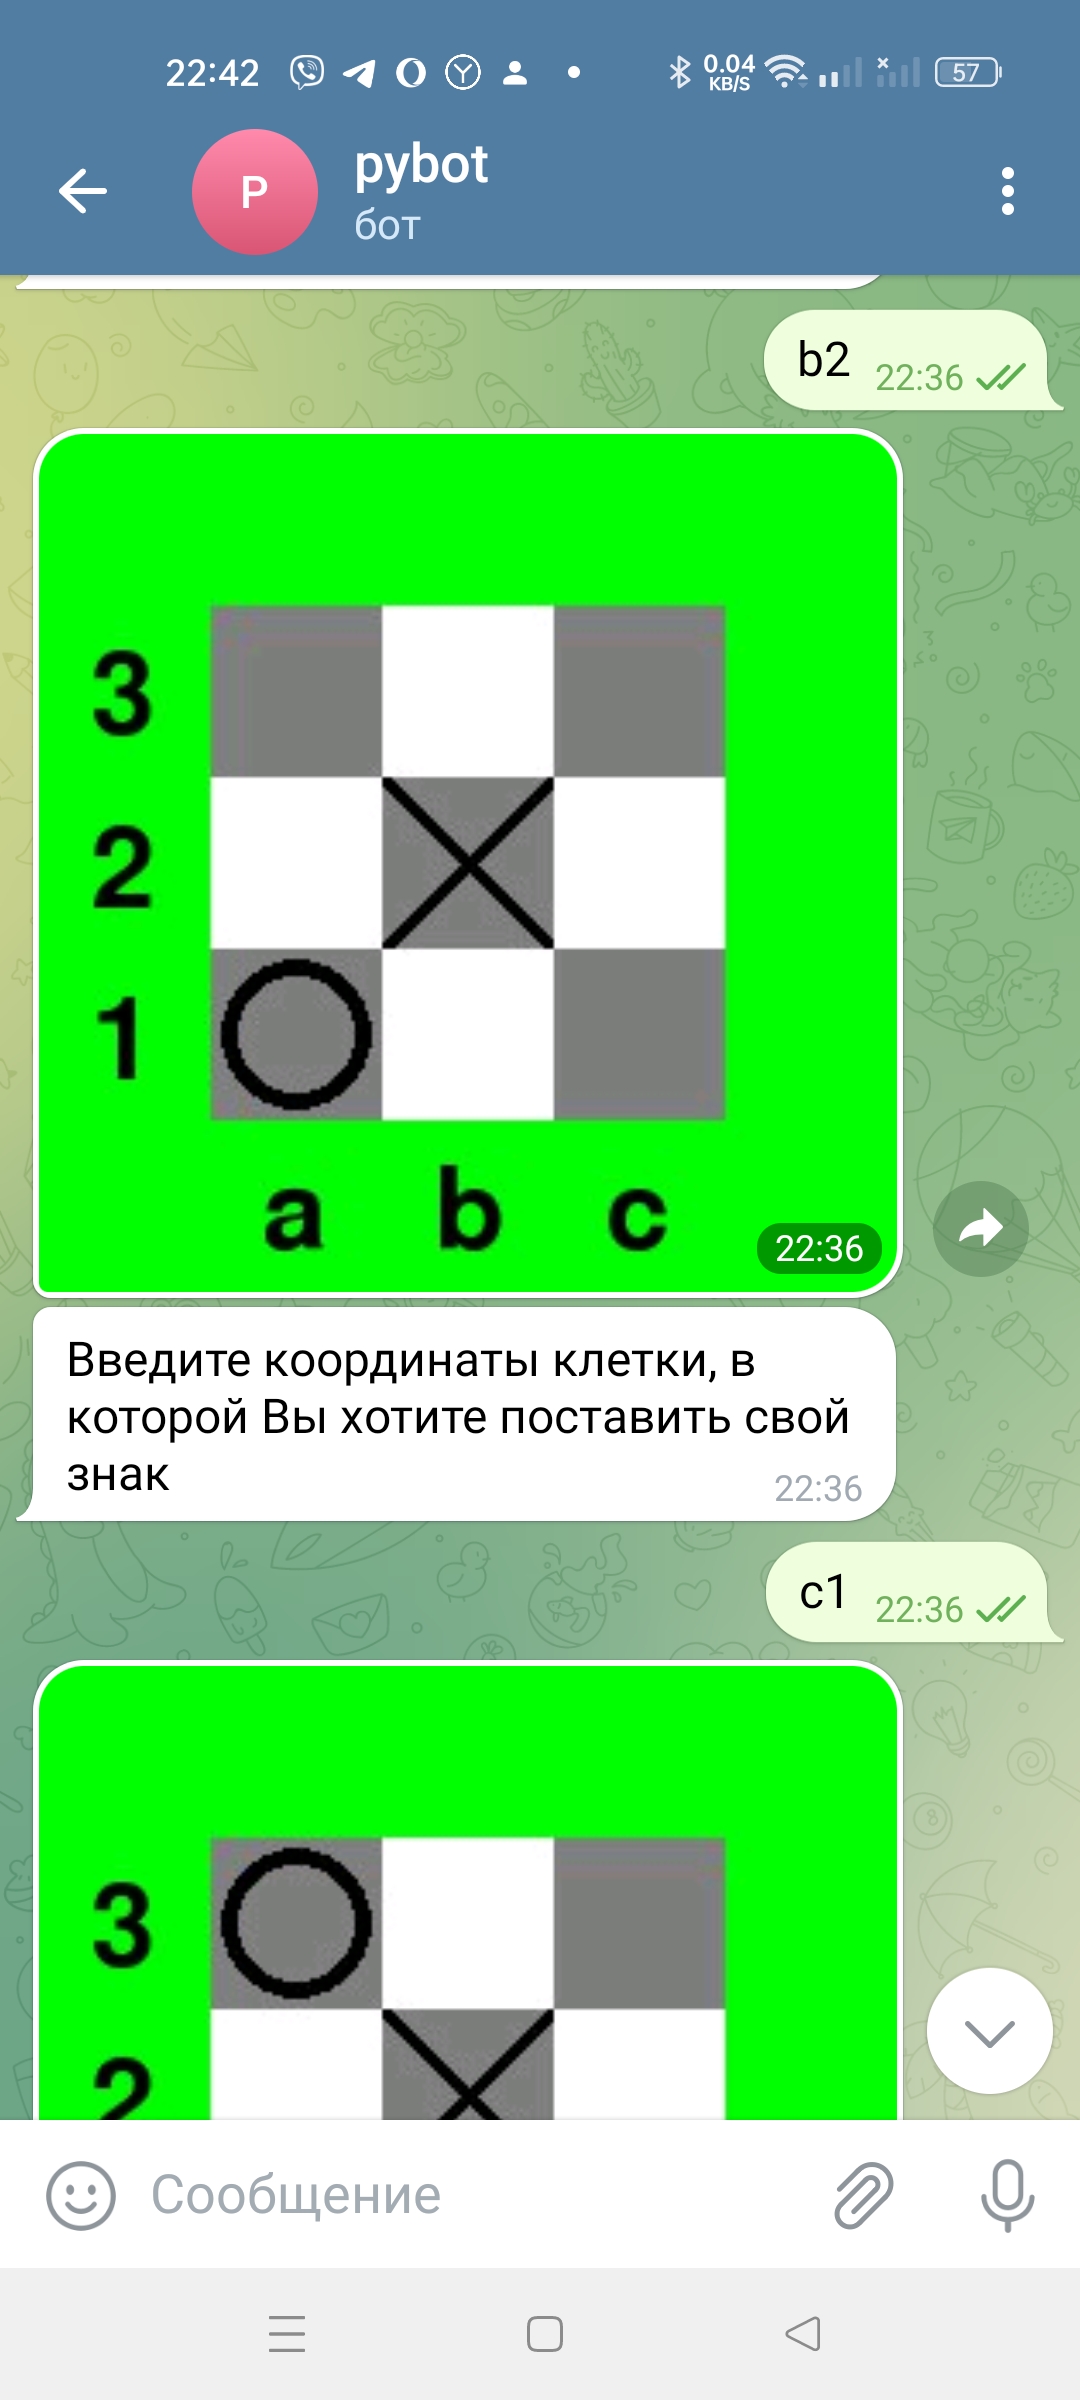 22:42
0.04
KB/S
57
P
pybot
бот
b2 22:36
3
2
1
a b c
22:36
Введите координаты клетки, в
которой Вы хотите поставить свой
знак
22:36
c1 22:36
3
2
Сообщение